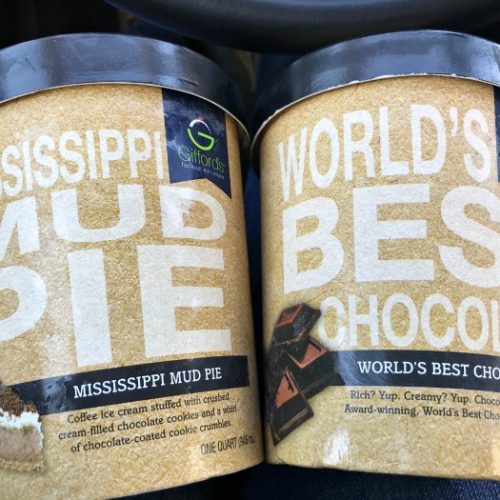 SSISSIPPI
MUD
PIE
Giffords
MISSISSIPPI MUD PIE
Coffee ice cream stuffed with crushed
cream-filled chocolate cookies and a whirl
of chocolate-coated cookie crumbles.
ONE QUART
WORLD'S
BES
CHOCOL
WORLD'S BEST CHO
Rich? Yup. Creamy? Yup. Choco
Award-winning, World's Best Choc